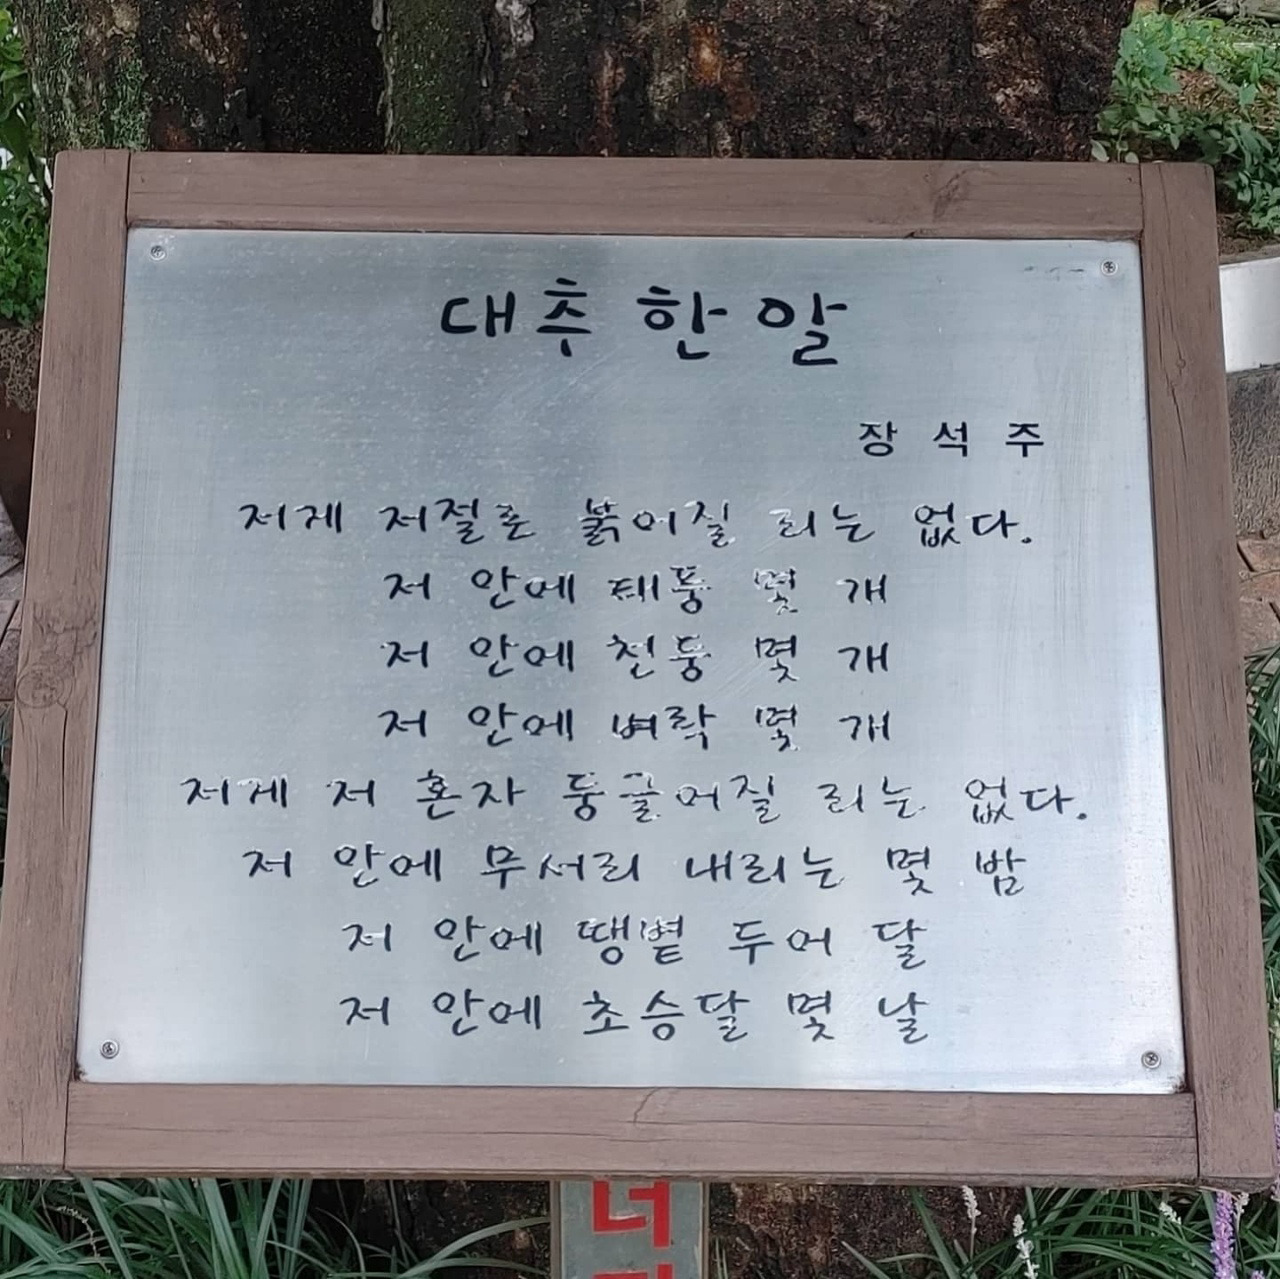 대추 한 알
장 석 주
저게 저절로 붉어질 리는 없다.
저 안에 태풍 몇 개
저 안에 천둥 몇 개
저 안에 벼락 몇 개
저게 저 혼자 둥글어질 리는 없다.
저 안에 무서리 내리는 몇 밤
저 안에 땡볕 두어 달
저 안에 초승달 몇 날
너